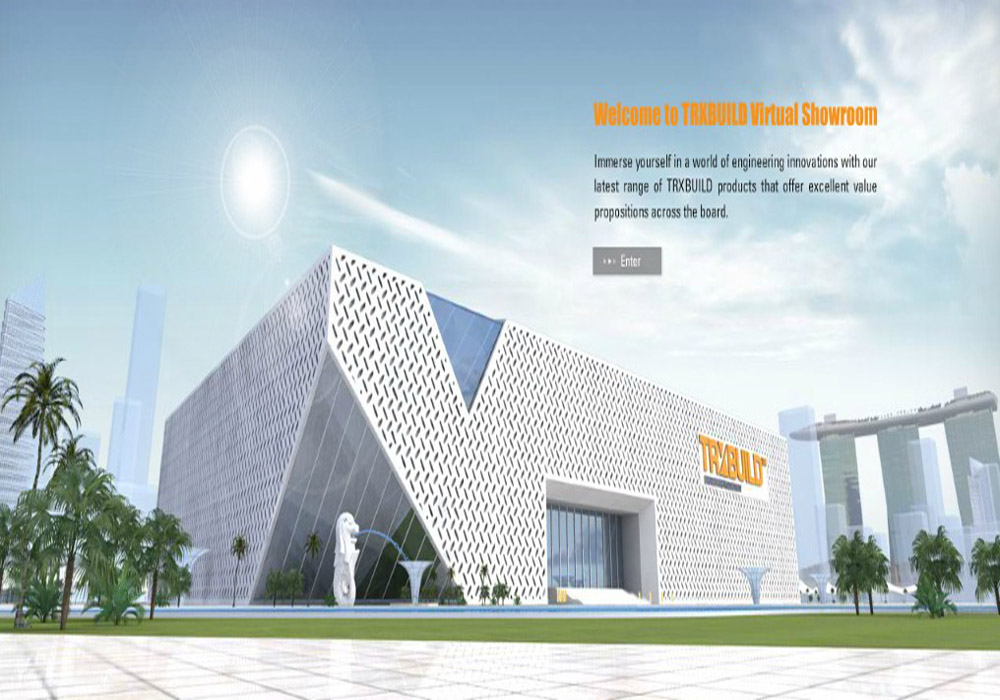 Welcome to TRXBUILD Virtual Showroom
Immerse yourself in a world of engineering innovations with our
latest range of TRXBUILD products that offer excellent value
propositions across the board.
Enter
TRXBUILD